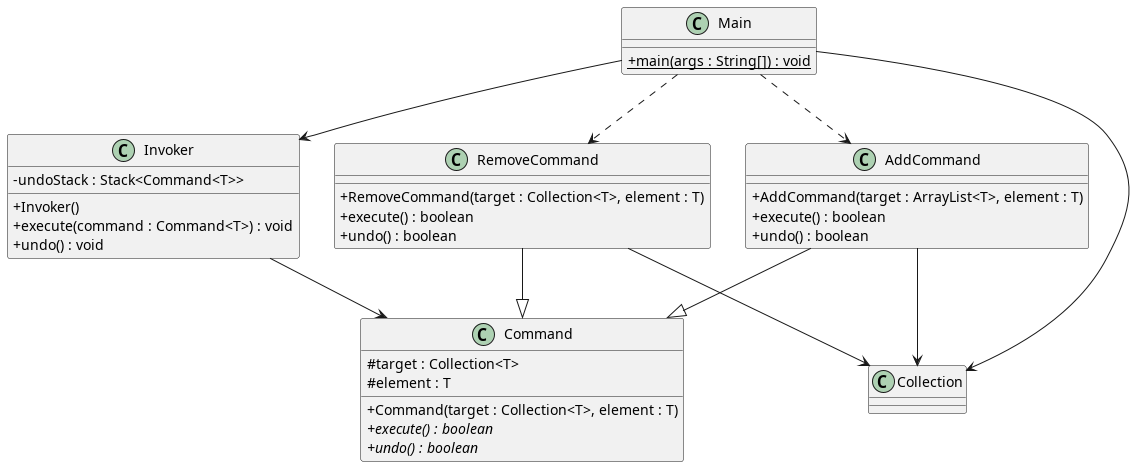 C Main
+main(args : String[]) : void
C Invoker
-undoStack : Stack<Command<T>>
+Invoker()
+execute(command : Command<T>) : void
+undo() : void
C RemoveCommand
+RemoveCommand(target : Collection<T>, element : T)
+execute() : boolean
+undo() : boolean
C AddCommand
+AddCommand(target : ArrayList<T>, element : T)
+execute() : boolean
+undo() : boolean
C Command
#target : Collection<T>
#element : T
+Command(target : Collection<T>, element : T)
+execute() : boolean
+undo() : boolean
C Collection